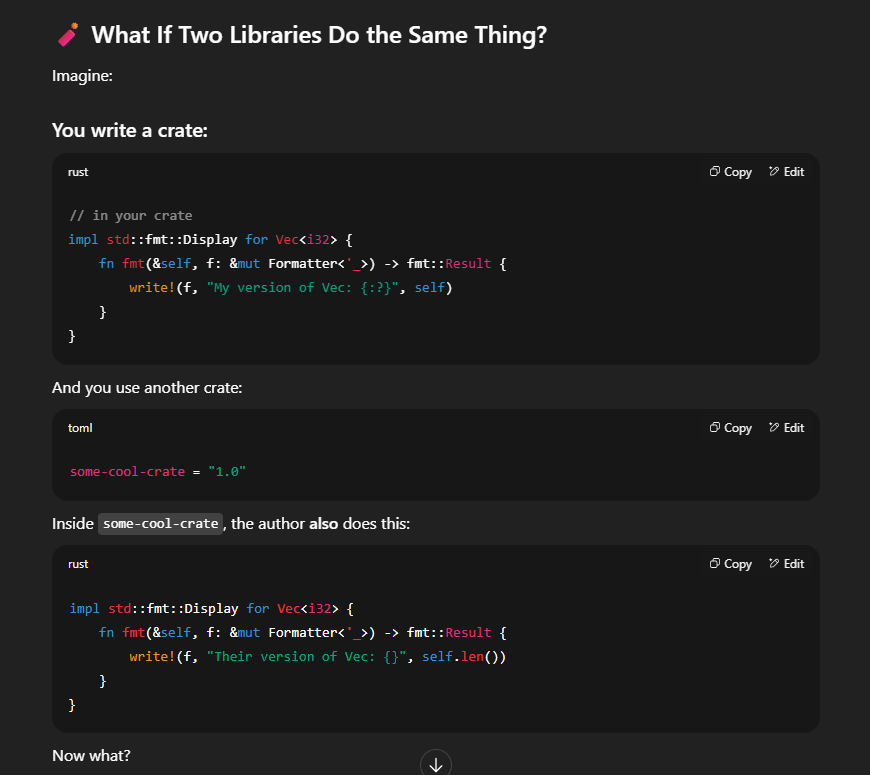 What If Two Libraries Do the Same Thing?
Imagine:
You write a crate:
rust
Copy
Edit
// in your crate
impl std::fmt::Display for Vec<i32> {
    fn fmt(&self, f: &mut Formatter<'_>) -> fmt::Result {
        write!(f, "My version of Vec: {:?}", self)
    }
}
And you use another crate:
toml
Copy
Edit
some-cool-crate = "1.0"
Inside some-cool-crate, the author also does this:
rust
Copy
Edit
impl std::fmt::Display for Vec<i32> {
    fn fmt(&self, f: &mut Formatter<'_>) -> fmt::Result {
        write!(f, "Their version of Vec: {}", self.len())
    }
}
Now what?